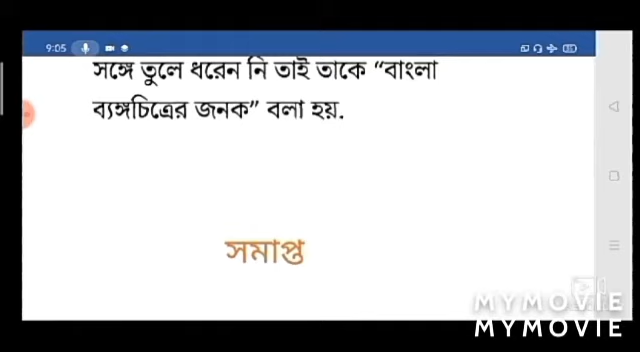 9:05
সঙ্গে তুলে ধরেন নি তাই তাকে “বাংলা
ব্যঙ্গচিত্রের জনক” বলা হয়.
সমাপ্ত
MYMOVIE
MYMOVIE